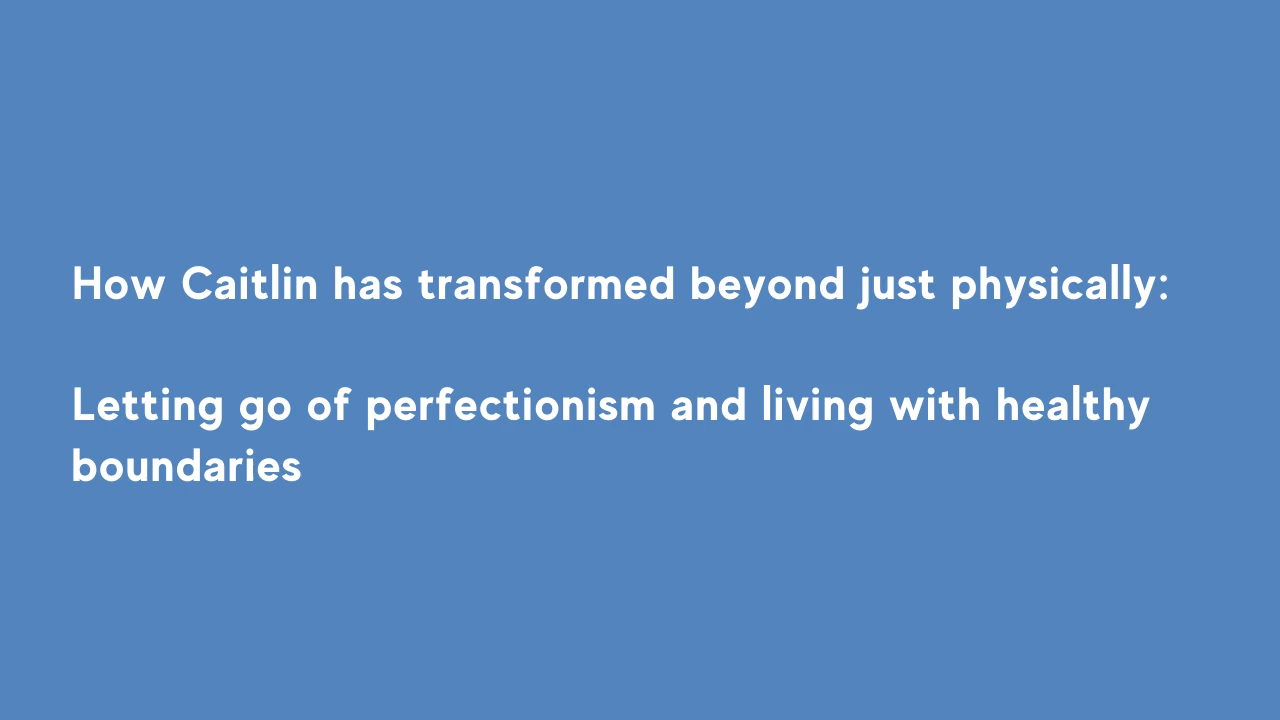 How Caitlin has transformed beyond just physically:
Letting go of perfectionism and living with healthy
boundaries